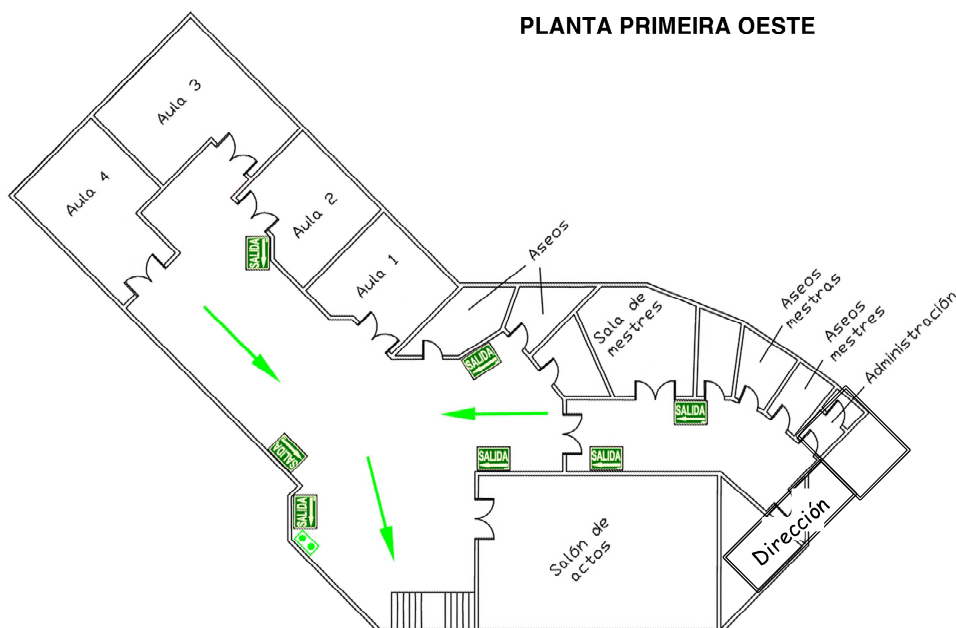 PLANTA PRIMEIRA OESTE
Aula 3
Aula 4
Aula 2
SALIDA
Aula 1
Aseos
Sala de
mestres
Aseos
mestras
Aseos
mestres
Administración
SALIDA
SALIDA
SALIDA
SALIDA
SALIDA
SALIDA
Salón de
actos
Dirección